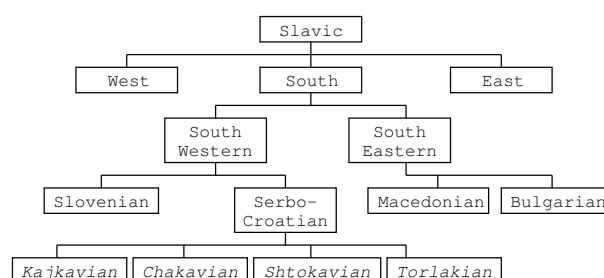 Slavic
West
South
East
South
Western
South
Eastern
Slovenian
Serbo-
Croatian
Macedonian
Bulgarian
Kajkavian
Chakavian
Shtokavian
Torlakian